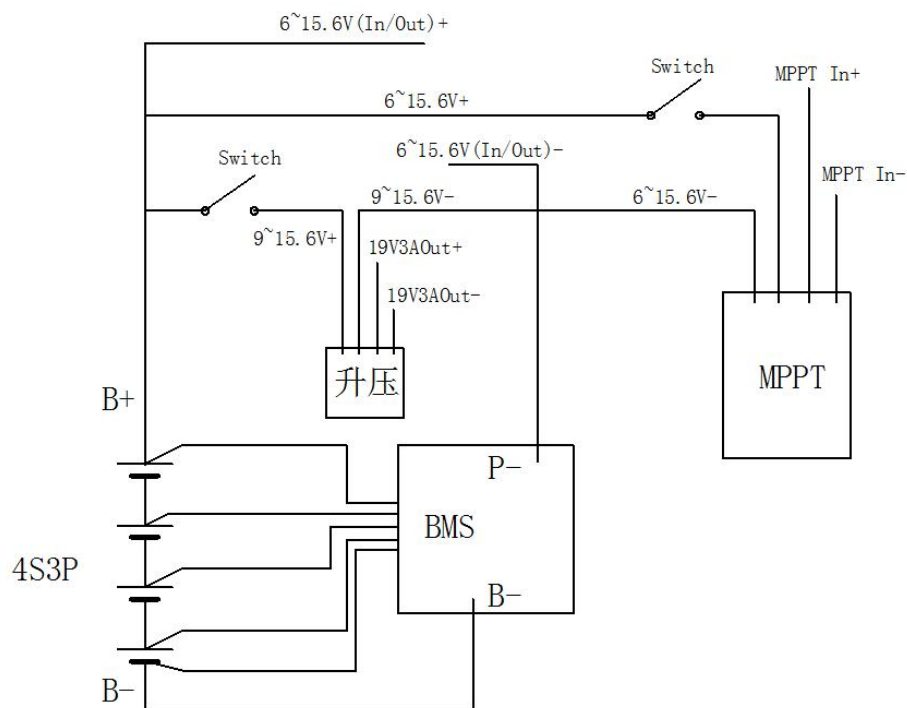 6~15.6V(In/Out)+
Switch
MPPT In+
6~15.6V+
6~15.6V(In/Out)-
Switch
MPPT In-
9~15.6V-
6~15.6V-
9~15.6V+
19V3AOut+
19V3AOut-
升压
MPPT
B+
P-
BMS
4S3P
B-
B-